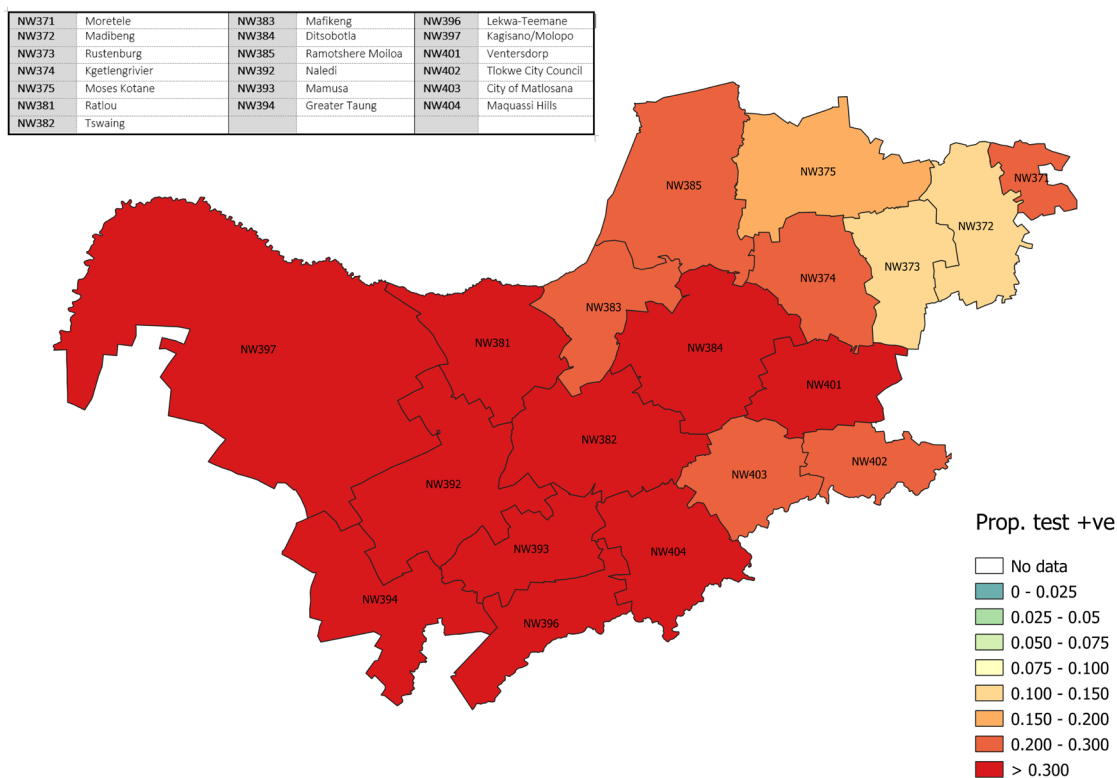 NW371 Moretele NW383 Mafikeng NW396 Lekwa-Teemane
NW372 Madibeng NW384 Ditsobotla NW397 Kagisano/Molopo
NW373 Rustenburg NW385 Ramotshere Moiloa NW401 Ventersdorp
NW374 Kgetlengrivier NW392 Naledi NW402 Tlokwe City Council
NW375 Moses Kotane NW393 Mamusa NW403 City of Matlosana
NW381 Ratlou NW394 Greater Taung NW404 Maquassi Hills
NW382 Tswaing
NW375
NW371
NW385
NW372
NW373
NW374
NW383
NW381
NW397
NW384
NW401
NW382
NW402
NW403
NW392
NW393
NW404
NW394
NW396
Prop. test +ve
No data
0 - 0.025
0.025 - 0.05
0.050 - 0.075
0.075 - 0.100
0.100 - 0.150
0.150 - 0.200
0.200 - 0.300
> 0.300